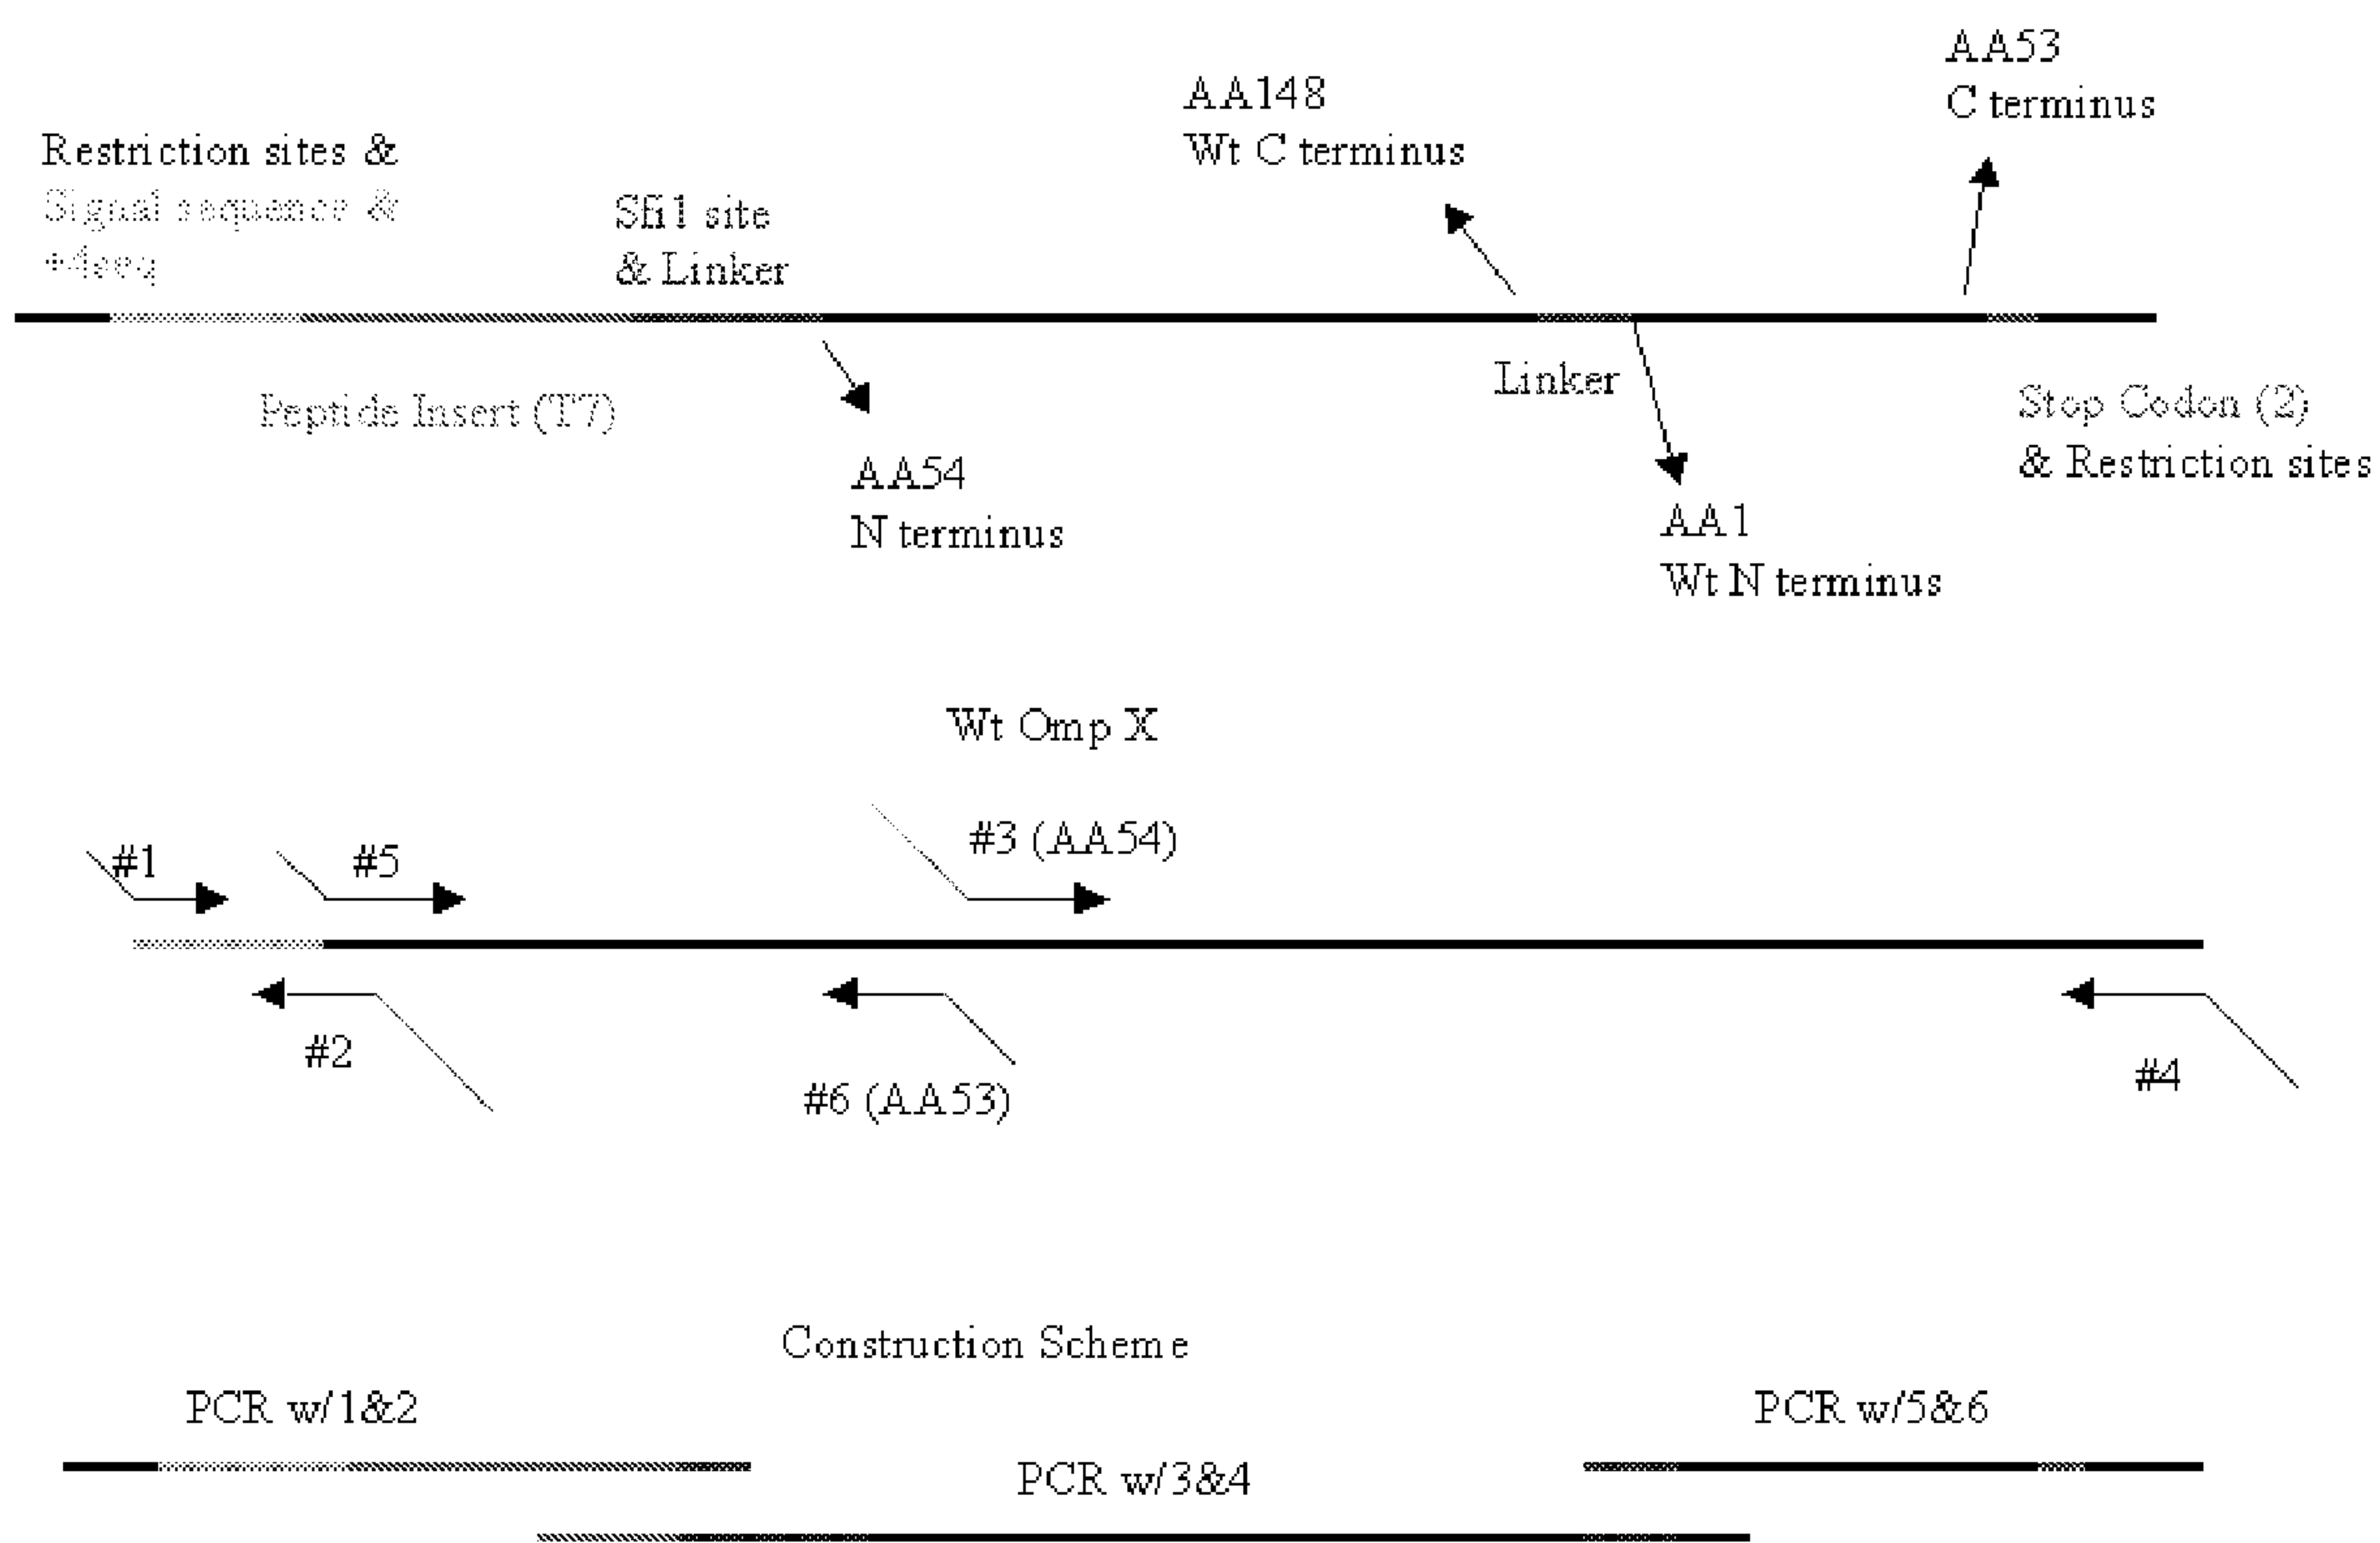 AA53
C terminus
AA148
Wt C terminus
Restriction sites &
Signal sequence &
+4seq
Sfi1 site
& Linker
Linker
Peptide Insert (T7)
Stop Codon (2)
& Restriction sites
AA54
N terminus
AA1
Wt N terminus
Wt Omp X
#1
#5
#3 (AA54)
#2
#6 (AA53)
#4
Construction Scheme
PCR w/1&2
PCR w/5&6
PCR w/3&4